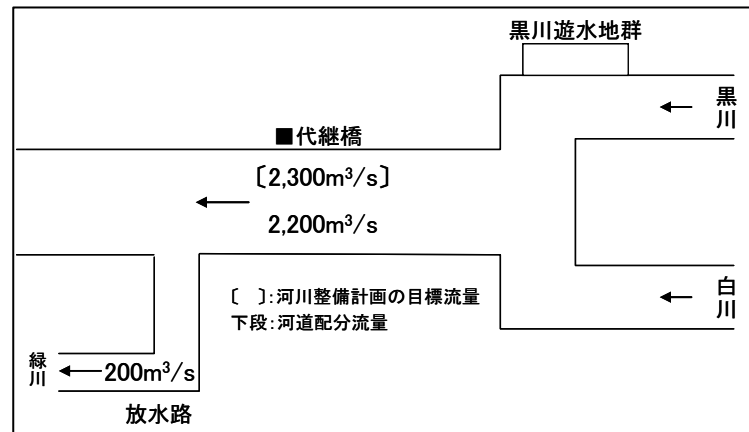 黒川遊水地群
黒川
■代継橋
〔2,300m³/s〕
2,200m³/s
〔　〕:河川整備計画の目標流量
下段:河道配分流量
白川
緑川
200m³/s
放水路